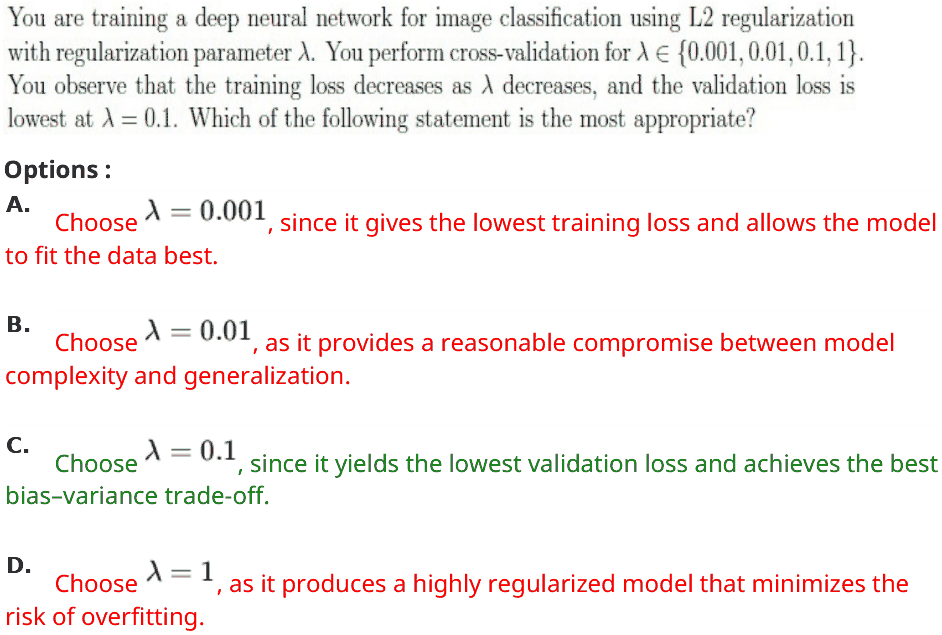 You are training a deep neural network for image classification using L2 regularization
with regularization parameter λ. You perform cross-validation for λ ∈ {0.001, 0.01, 0.1, 1}.
You observe that the training loss decreases as λ decreases, and the validation loss is
lowest at λ = 0.1. Which of the following statement is the most appropriate?
Options :
A.
Choose λ = 0.001, since it gives the lowest training loss and allows the model
to fit the data best.
B.
Choose λ = 0.01, as it provides a reasonable compromise between model
complexity and generalization.
C.
Choose λ = 0.1, since it yields the lowest validation loss and achieves the best
bias–variance trade-off.
D.
Choose λ = 1, as it produces a highly regularized model that minimizes the
risk of overfitting.